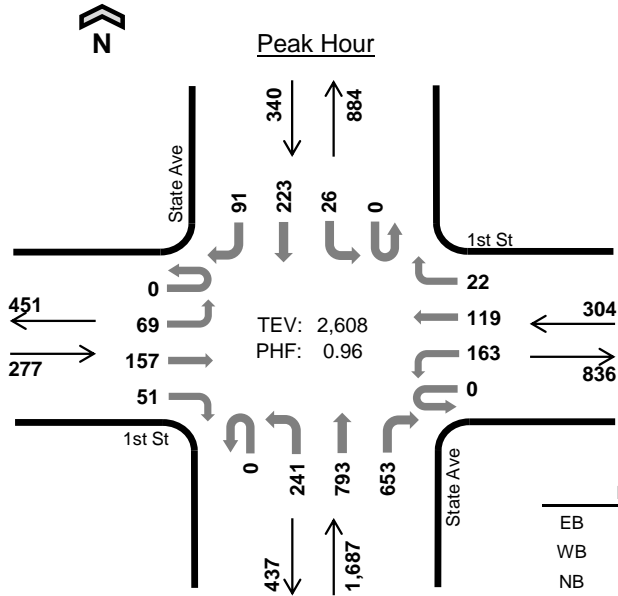 N
Peak Hour
340
884
State Ave
91
223
26
0
1st St
0
22
451
69
TEV: 2,608
119
304
277
157
PHF: 0.96
163
836
51
0
1st St
0
241
793
653
State Ave
437
1,687
EB
WB
NB